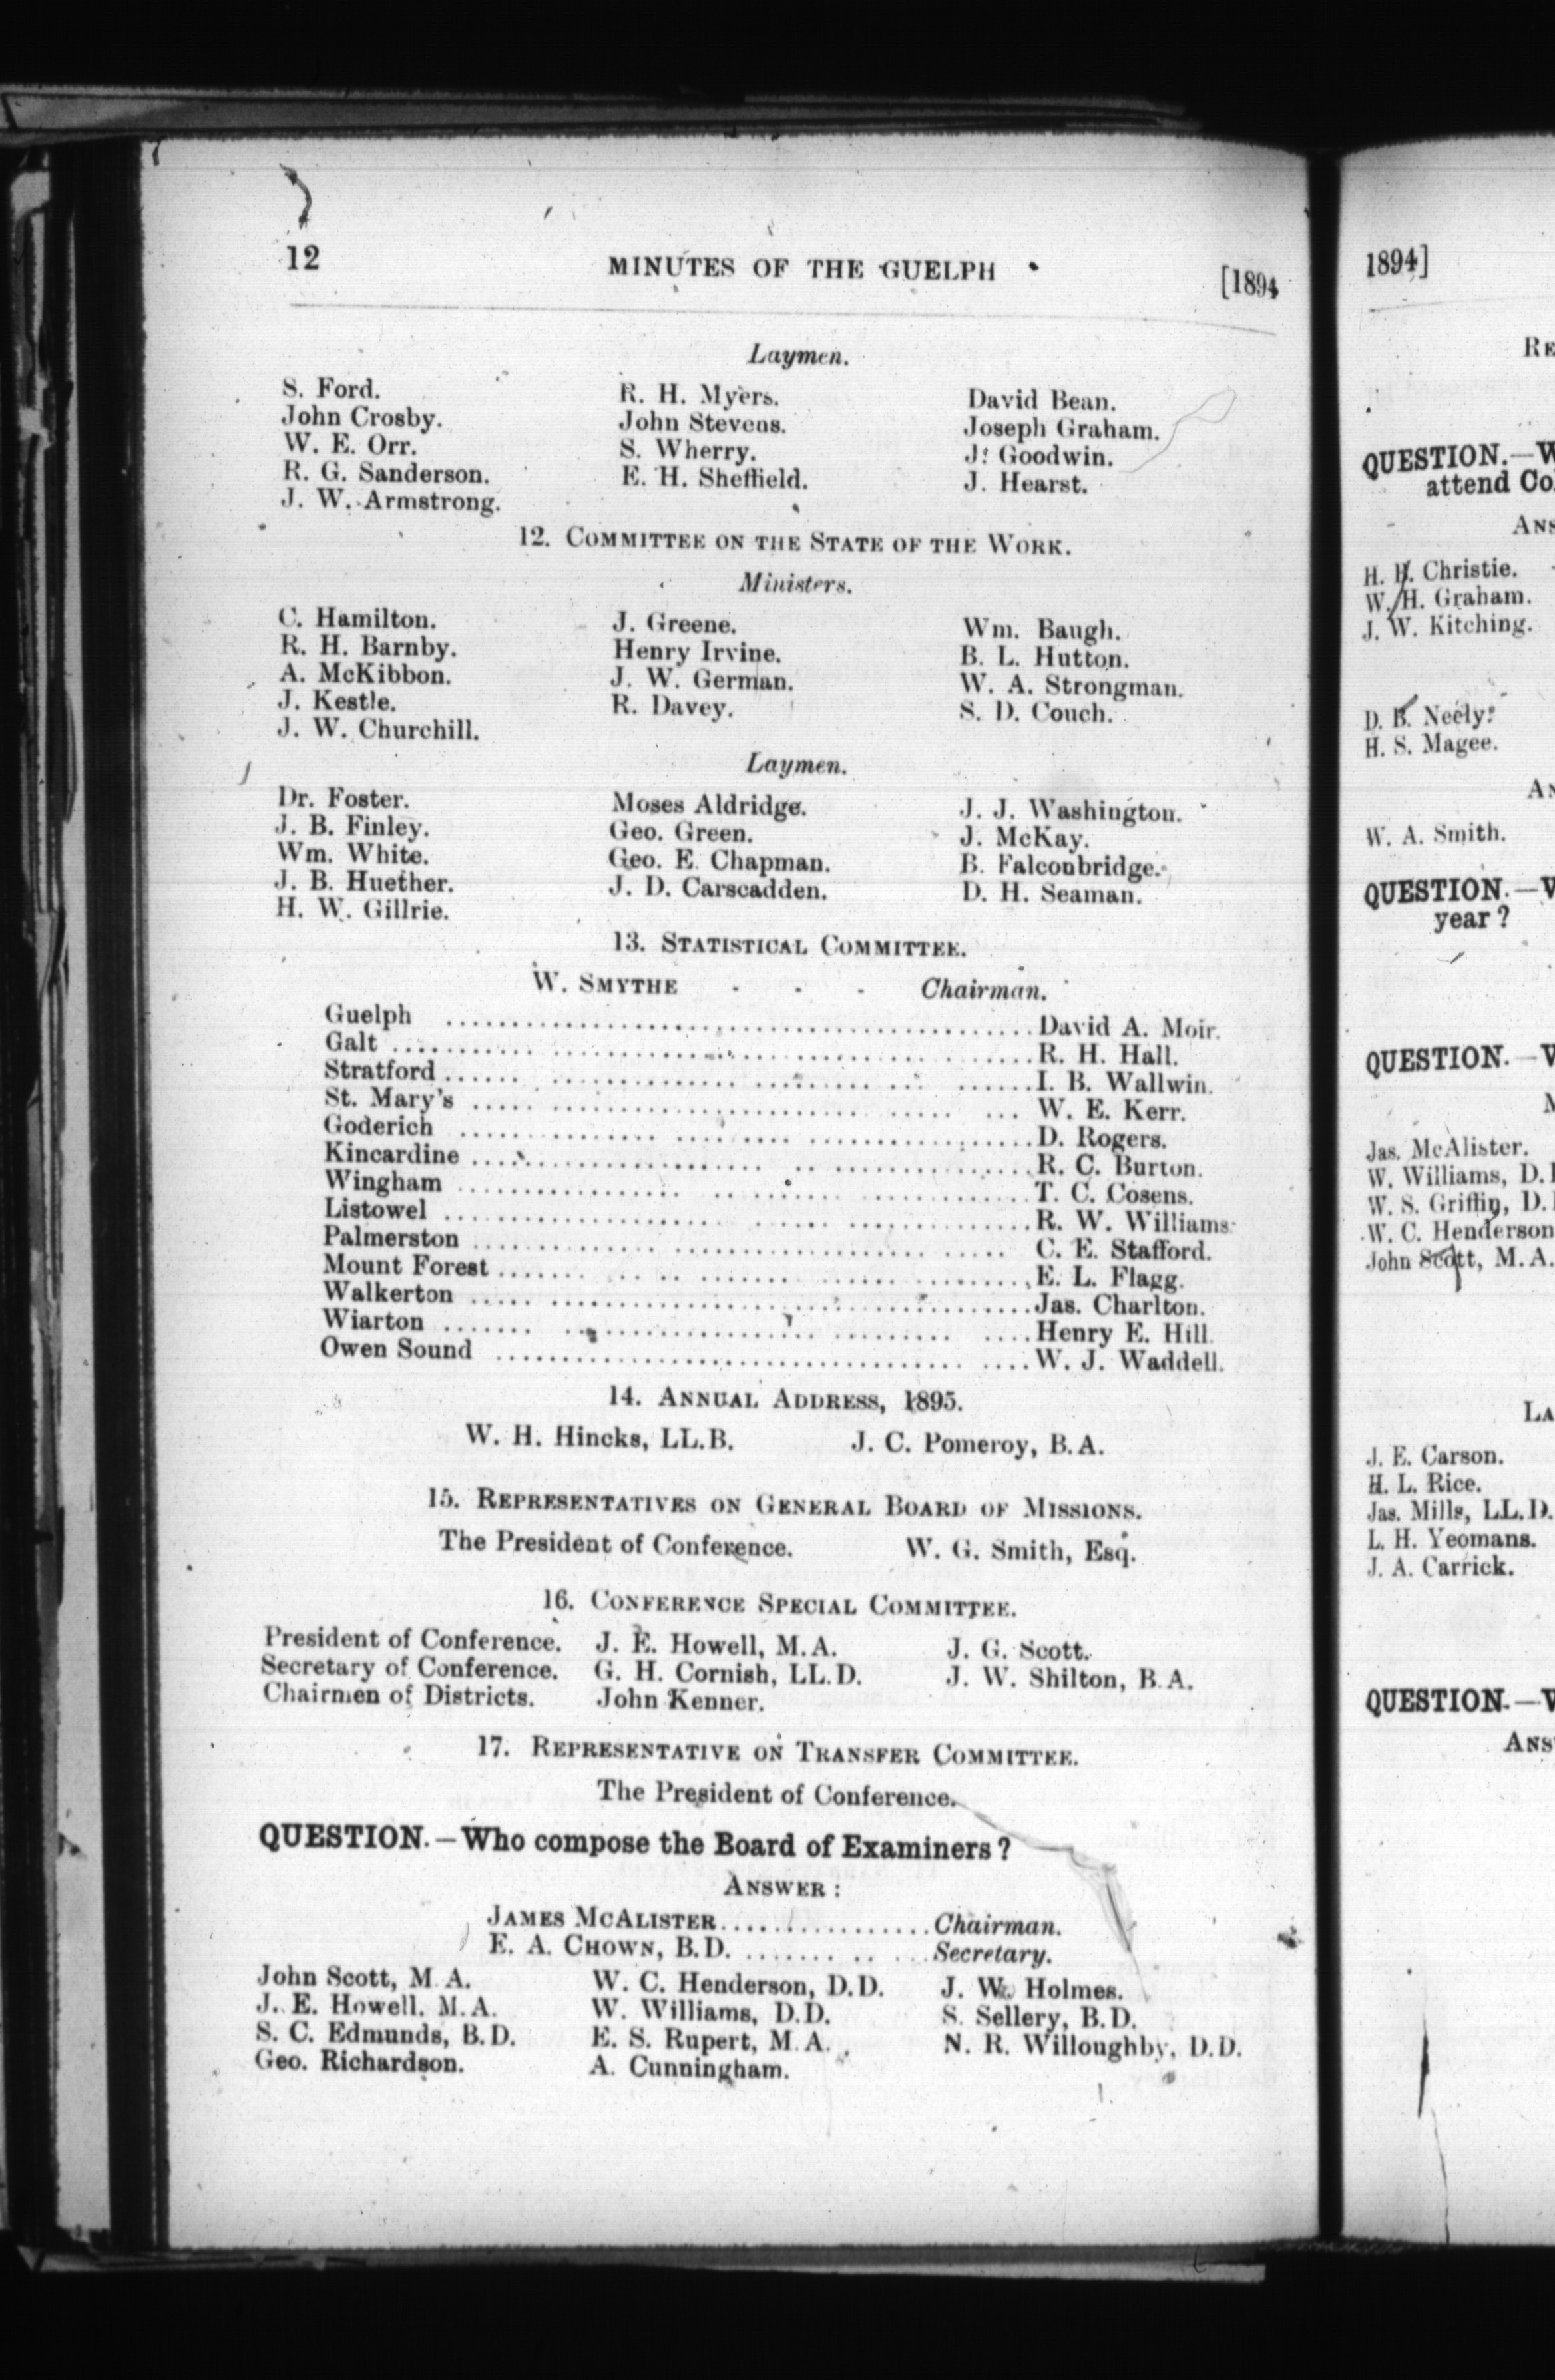 12 MINUTES OF THE GUELPH [1894
Laymen.
S. Ford. R. H. Myers. David Bean.
John Crosby. John Stevens. Joseph Graham.
W. E. Orr. S. Wherry. J. Goodwin.
R. G. Sanderson. E. H. Sheffield. J. Hearst.
J. W. Armstrong.
12. COMMITTEE ON THE STATE OF THE WORK.
Ministers.
C. Hamilton. J. Greene. Wm. Baugh.
R. H. Barnby. Henry Irvine. B. L. Hutton.
A. McKibbon. J. W. German. W. A. Strongman.
J. Kestle. R. Davey. S. D. Couch.
J. W. Churchill.
Laymen.
Dr. Foster. Moses Aldridge. J. J. Washington.
J. B. Finley. Geo. Green. J. McKay.
Wm. White. Geo. E. Chapman. B. Falconbridge.
J. B. Huether. J. D. Carscadden. D. H. Seaman.
H. W. Gillrie.
13. STATISTICAL COMMITTEE.
W. SMYTHE - - - Chairman.
Guelph ........ David A. Moir.
Galt ........ R. H. Hall.
Stratford ........ I. B. Wallwin.
St. Mary's ........ W. E. Kerr.
Goderich ........ D. Rogers.
Kincardine ........ R. C. Burton.
Wingham ........ T. C. Cosens.
Listowel ........ R. W. Williams.
Palmerston ........ C. E. Stafford.
Mount Forest ........ E. L. Flagg.
Walkerton ........ Jas. Charlton.
Wiarton ........ Henry E. Hill.
Owen Sound ........ W. J. Waddell.
14. ANNUAL ADDRESS, 1895.
W. H. Hincks, LL.B. J. C. Pomeroy, B.A.
15. REPRESENTATIVES ON GENERAL BOARD OF MISSIONS.
The President of Conference. W. G. Smith, Esq.
16. CONFERENCE SPECIAL COMMITTEE.
President of Conference. J. E. Howell, M.A. J. G. Scott.
Secretary of Conference. G. H. Cornish, LL.D. J. W. Shilton, B.A.
Chairmen of Districts. John Kenner.
17. REPRESENTATIVE ON TRANSFER COMMITTEE.
The President of Conference.
QUESTION.—Who compose the Board of Examiners?
ANSWER:
JAMES MCALISTER ........ Chairman.
E. A. CHOWN, B.D. ........ Secretary.
John Scott, M.A. W. C. Henderson, D.D. J. W. Holmes.
J. E. Howell, M.A. W. Williams, D.D. S. Sellery, B.D.
S. C. Edmunds, B.D. E. S. Rupert, M.A. N. R. Willoughby, D.D.
Geo. Richardson. A. Cunningham.
1894]
QUESTION.—
attend
H. H. Christie.
W. H. Graham.
J. W. Kitching.
D. B. Neely.
H. S. Magee.
W. A. Smith.
QUESTION.—
year?
QUESTION.—
Jas. McAlister.
W. Williams, D.
W. S. Griffin, D.
W. C. Henderson
John Scott, M.A.
J. E. Carson.
H. L. Rice.
Jas. Mills, LL.D.
L. H. Yeomans.
J. A. Carrick.
QUESTION.—